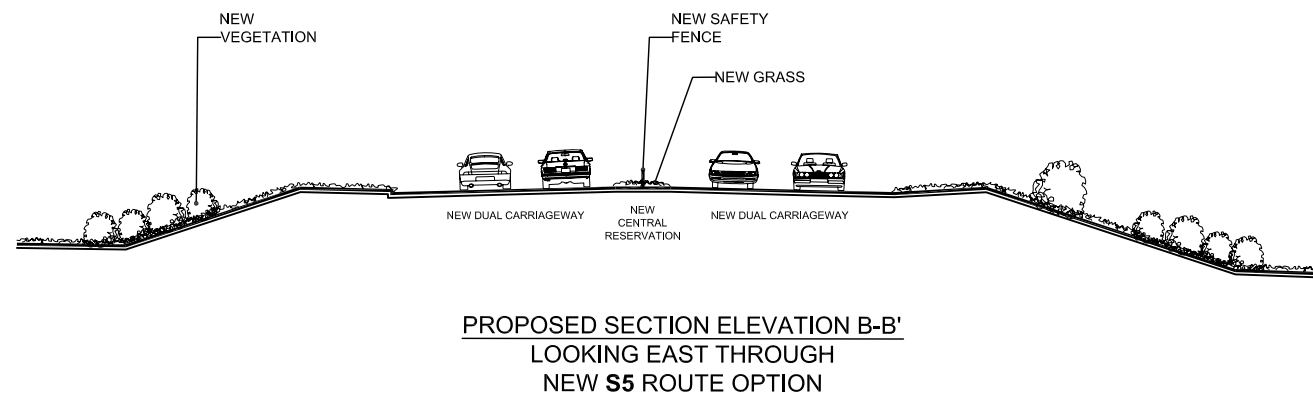 NEW
VEGETATION
NEW SAFETY
FENCE
NEW GRASS
NEW DUAL CARRIAGEWAY
NEW
CENTRAL
RESERVATION
NEW DUAL CARRIAGEWAY
PROPOSED SECTION ELEVATION B-B'
LOOKING EAST THROUGH
NEW S5 ROUTE OPTION